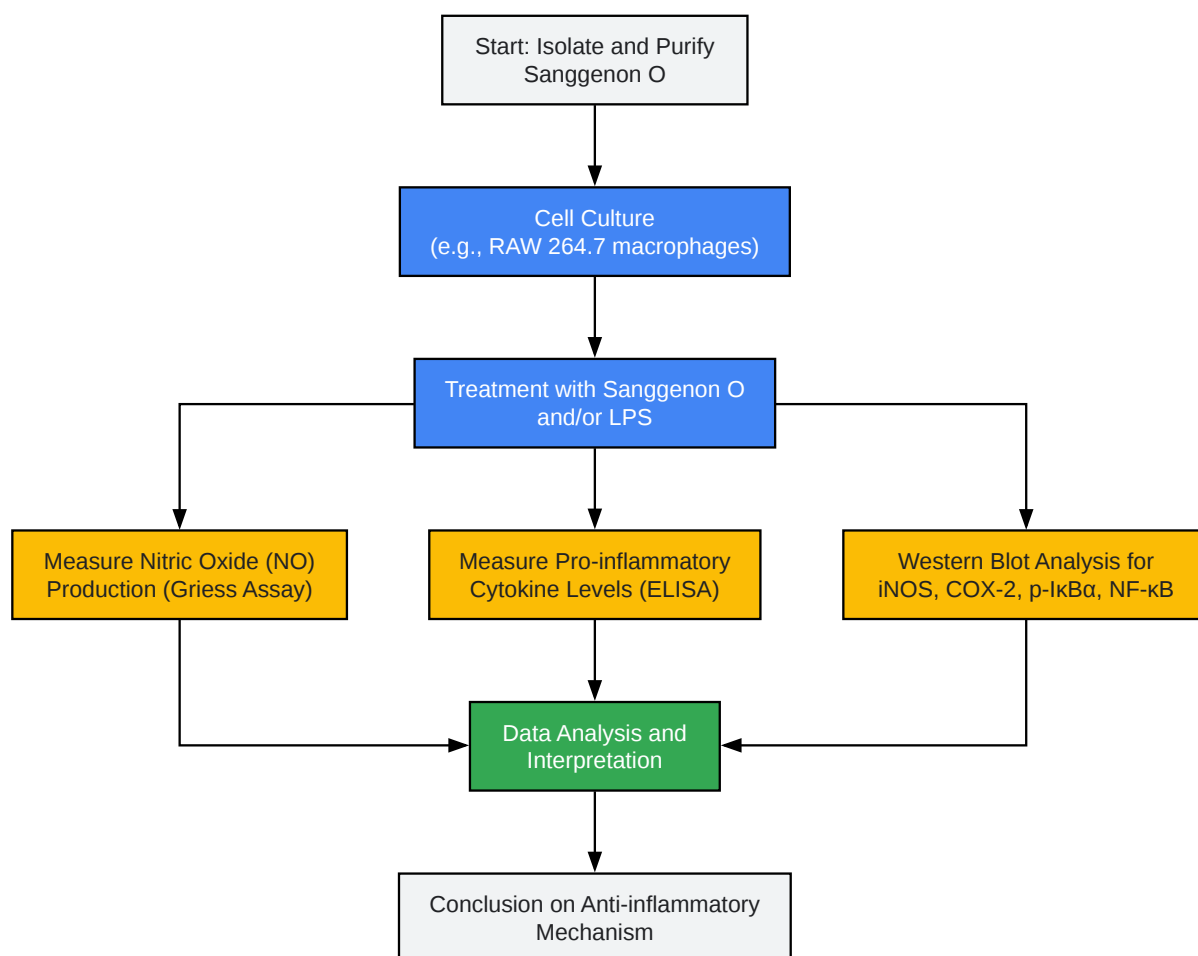 Start: Isolate and Purify
Sanggenon O
Cell Culture
(e.g., RAW 264.7 macrophages)
Treatment with Sanggenon O
and/or LPS
Measure Nitric Oxide (NO)
Production (Griess Assay)
Measure Pro-inflammatory
Cytokine Levels (ELISA)
Western Blot Analysis for
iNOS, COX-2, p-IκBα, NF-κB
Data Analysis and
Interpretation
Conclusion on Anti-inflammatory
Mechanism